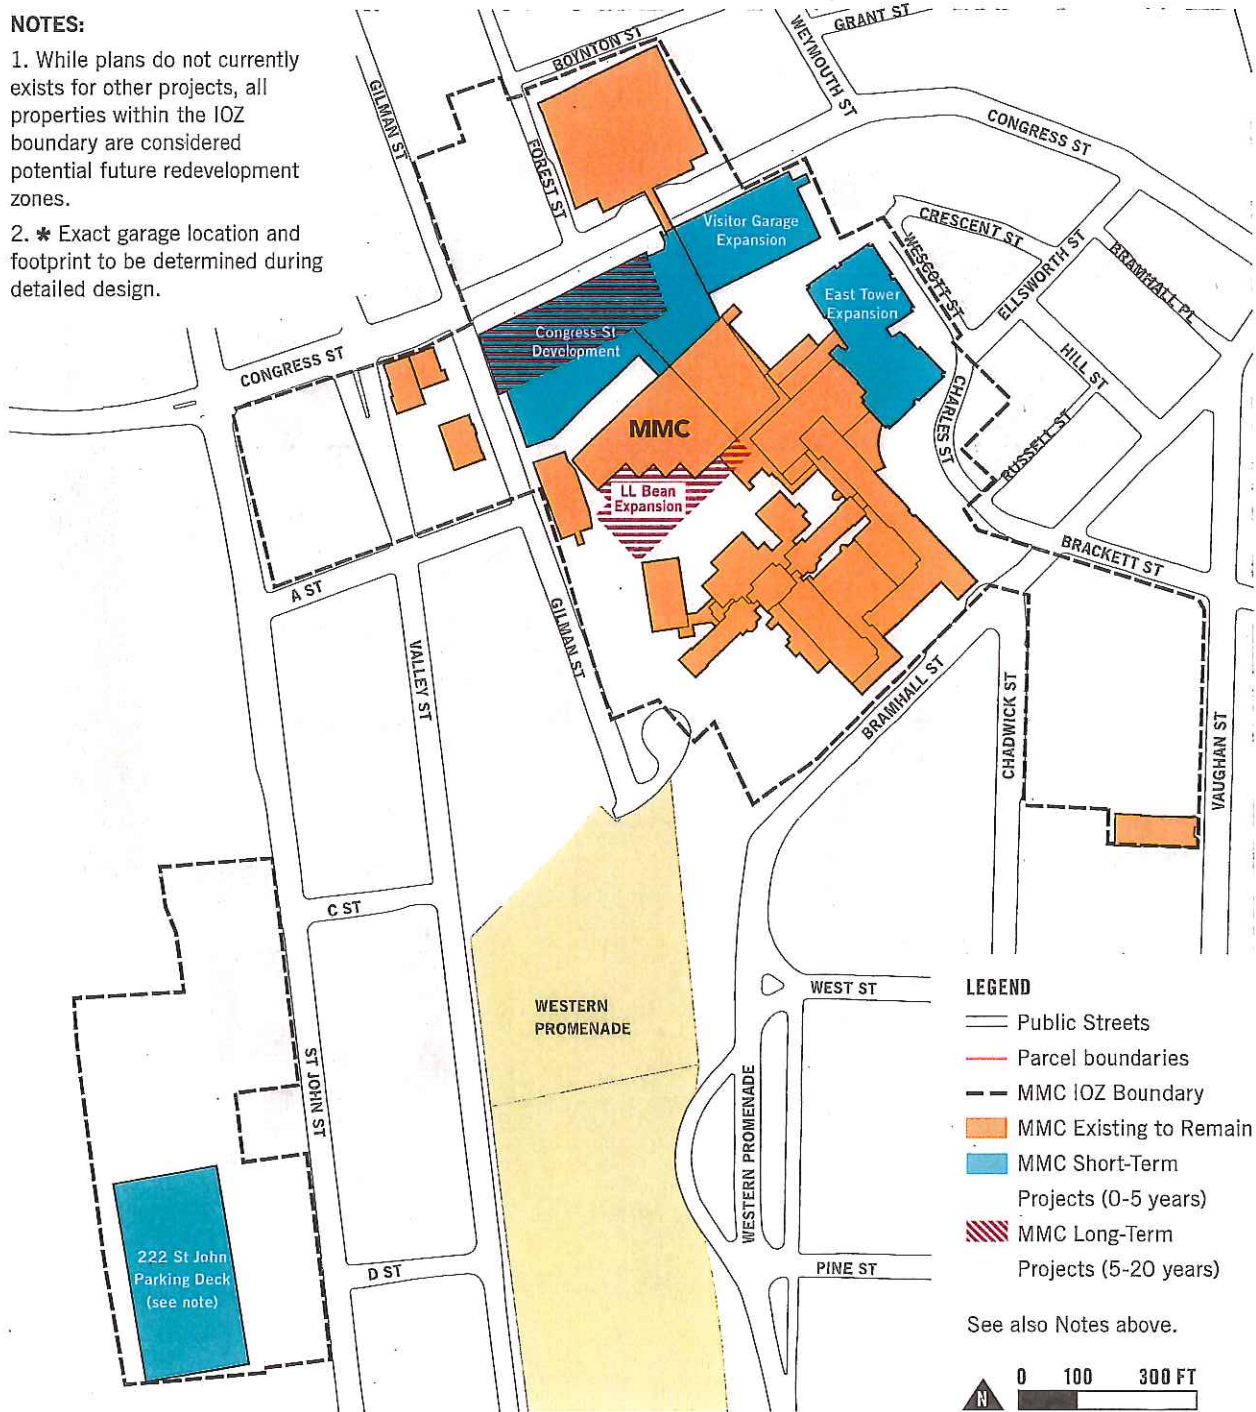 NOTES:
1. While plans do not currently
exists for other projects, all
properties within the IOZ
boundary are considered
potential future redevelopment
zones.
2. * Exact garage location and
footprint to be determined during
detailed design.
GRANT ST
BOYNTON ST
WEYMOUTH ST
GILMAN ST
FOREST ST
CONGRESS ST
Visitor Garage
Expansion
CRESCENT ST
WESCOTT ST
ELLSWORTH ST
BRAMHALL PL
East Tower
Expansion
Congress St
Development
CONGRESS ST
HILL ST
CHARLES ST
RUSSELL ST
MMC
LL Bean
Expansion
BRACKETT ST
A ST
GILMAN ST
VALLEY ST
BRAMHALL ST
CHADWICK ST
VAUGHAN ST
C ST
WEST ST
WESTERN
PROMENADE
ST JOHN ST
WESTERN PROMENADE
222 St John
Parking Deck
(see note)
D ST
PINE ST
LEGEND
Public Streets
Parcel boundaries
MMC IOZ Boundary
MMC Existing to Remain
MMC Short-Term
Projects (0-5 years)
MMC Long-Term
Projects (5-20 years)
See also Notes above.
0 100 300 FT
N